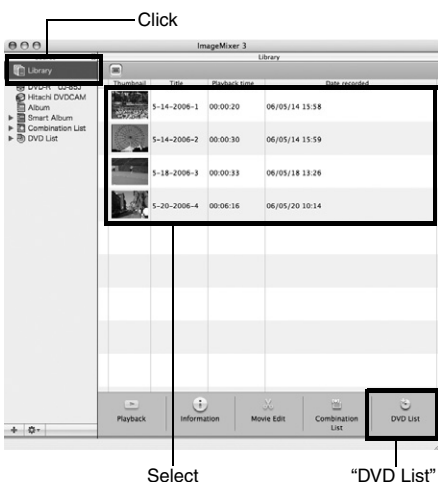 Click
ImageMixer 3
Library
Library
Thumbnail Title Playback time Date recorded
Hitachi DVDCAM
Album
Smart Album
Combination List
DVD List
5-14-2006-1 00:00:20 06/05/14 15:58
5-14-2006-2 00:00:30 06/05/14 15:59
5-18-2006-3 00:00:33 06/05/18 13:26
5-20-2006-4 00:06:16 06/05/20 10:14
Playback Information Movie Edit Combination List DVD List
Select "DVD List"